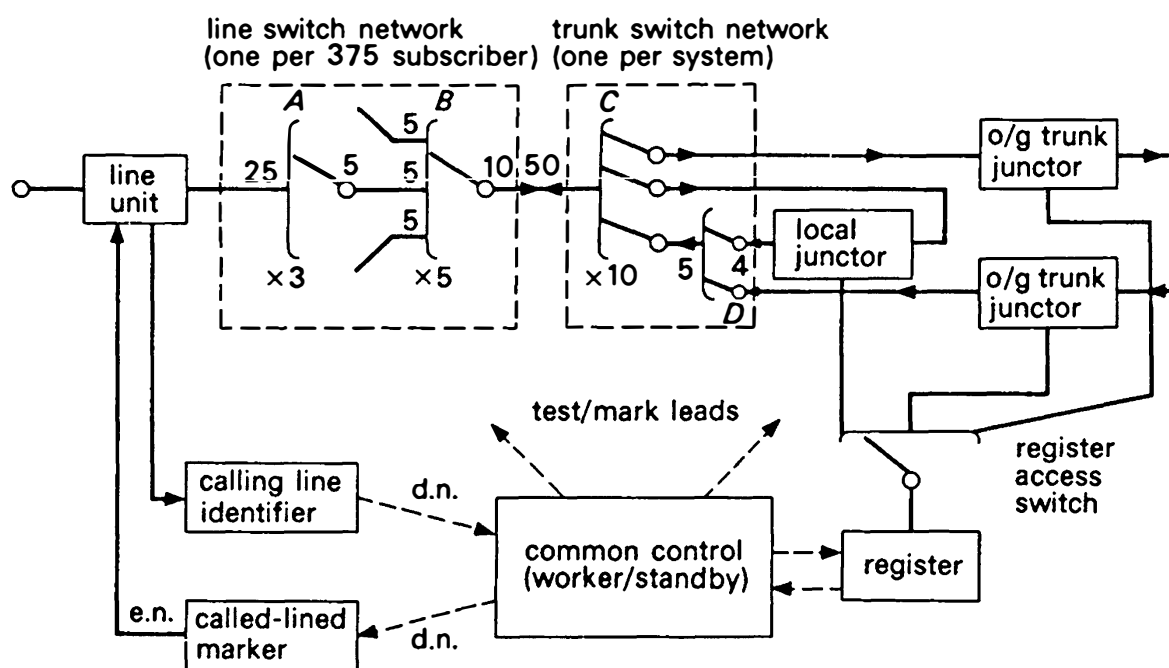 line switch network
(one per 375 subscriber)
trunk switch network
(one per system)
A
B
C
5
25
5
5
10
50
5
×3
×5
×10
5
4
D
line
unit
o/g trunk
junctor
local
junctor
o/g trunk
junctor
test/mark leads
register
access
switch
calling line
identifier
d.n.
common control
(worker/standby)
register
e.n.
called-lined
marker
d.n.